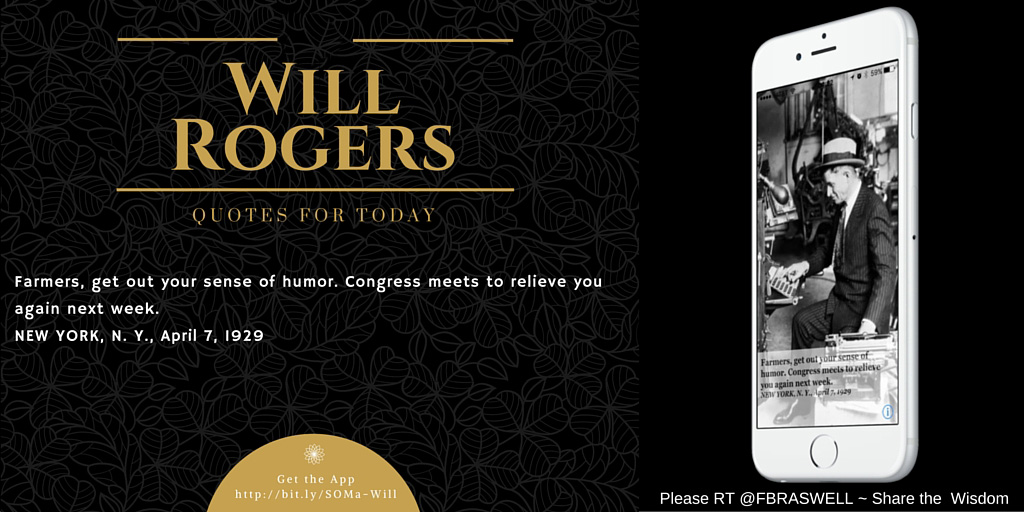 WILL
ROGERS
QUOTES FOR TODAY
Farmers, get out your sense of humor. Congress meets to relieve you
again next week.
NEW YORK, N. Y., April 7, 1929
Get the App
http://bit.ly/SOMa-Will
59%
Farmers, get out your sense of
humor. Congress meets to relieve
you again next week.
NEW YORK, N. Y., April 7, 1929
Please RT @FBRASWELL ~ Share the Wisdom